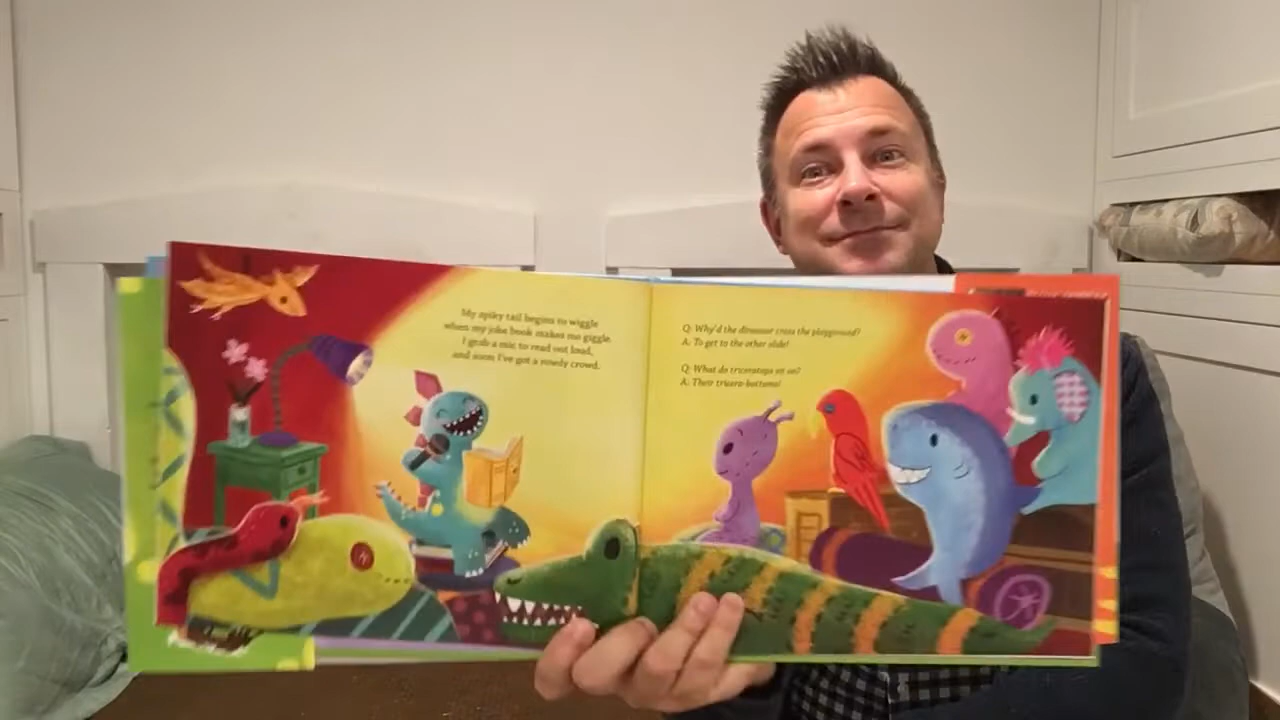 My spiky tail begins to wiggle
when my joke book makes me giggle.
I grab a mic to read out loud,
and soon I've got a rowdy crowd.
Q: Why'd the dinosaur cross the playground?
A: To get to the other slide!
Q: What do triceratops sit on?
A: Their tricera-bottoms!